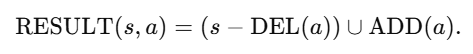 RESULT(s, a) = (s − DEL(a)) ∪ ADD(a).